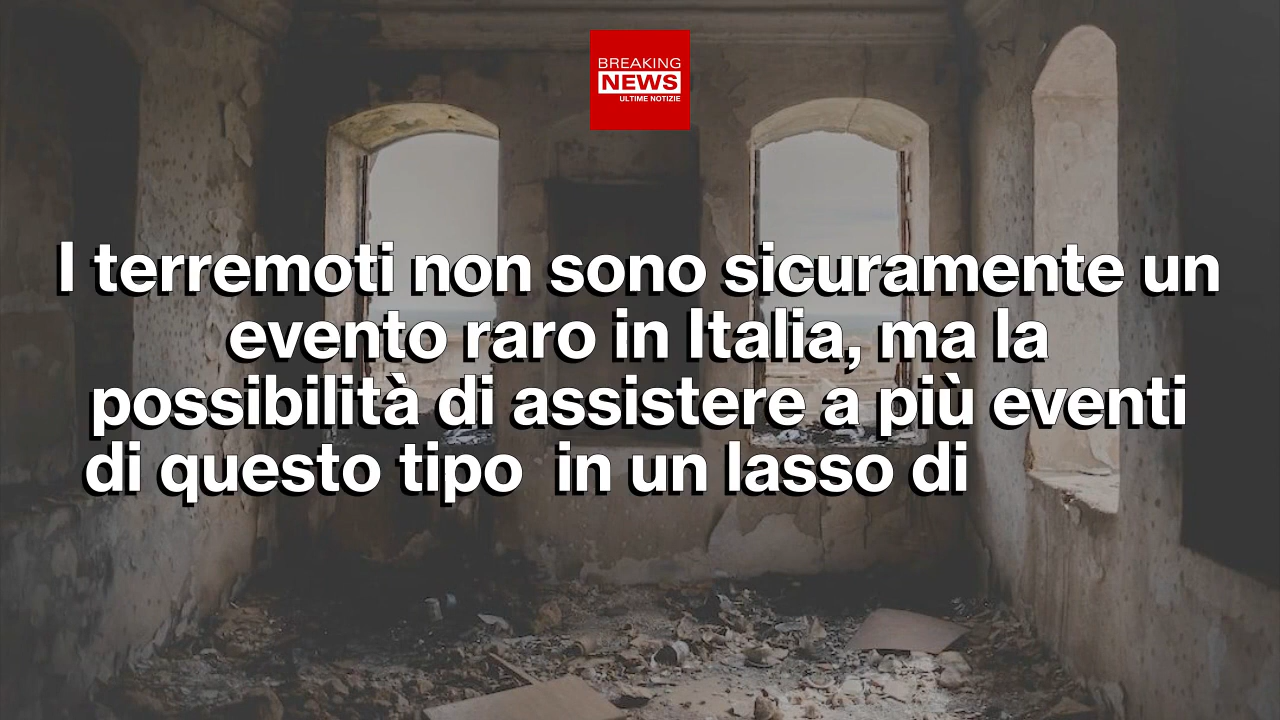 BREAKING
NEWS
ULTIME NOTIZIE
I terremoti non sono sicuramente un
evento raro in Italia, ma la
possibilità di assistere a più eventi
di questo tipo  in un lasso di